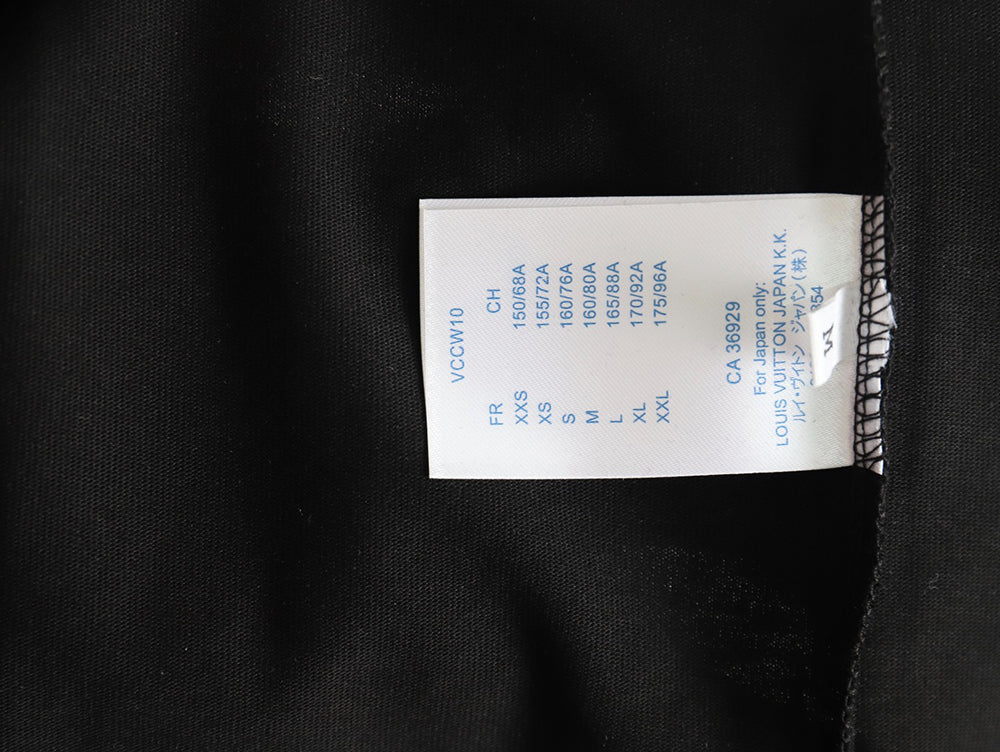 VCCW10
FR CH
XXS 150/68A
XS 155/72A
S 160/76A
M 160/80A
L 165/88A
XL 170/92A
XXL 175/96A
CA 36929
For Japan only:
LOUIS VUITTON JAPAN K.K.
ルイ・ヴィトン ジャパン(株)
M